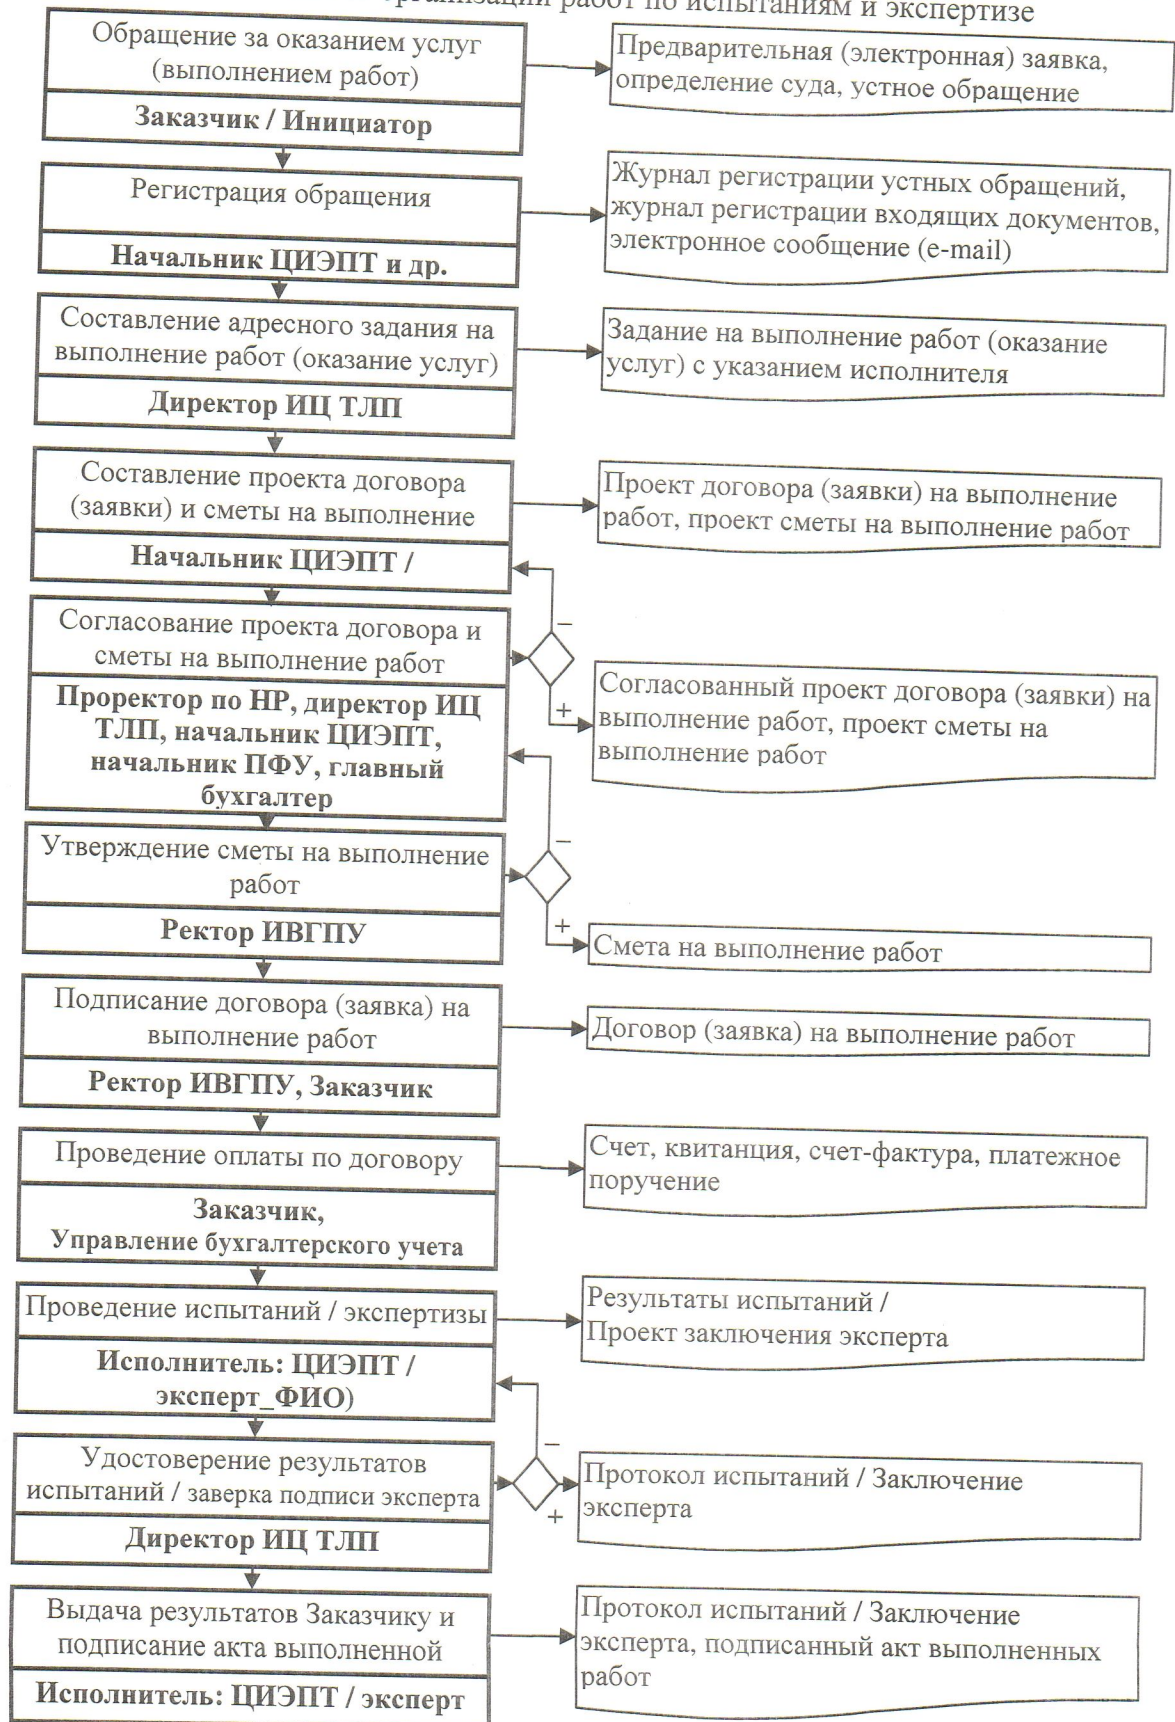 организации работ по испытаниям и экспертизе
Обращение за оказанием услуг
(выполнением работ)
Заказчик / Инициатор
Предварительная (электронная) заявка,
определение суда, устное обращение
Регистрация обращения
Начальник ЦИЭПТ и др.
Журнал регистрации устных обращений,
журнал регистрации входящих документов,
электронное сообщение (e-mail)
Составление адресного задания на
выполнение работ (оказание услуг)
Директор ИЦ ТЛП
Задание на выполнение работ (оказание
услуг) с указанием исполнителя
Составление проекта договора
(заявки) и сметы на выполнение
Начальник ЦИЭПТ /
Проект договора (заявки) на выполнение
работ, проект сметы на выполнение работ
Согласование проекта договора и
сметы на выполнение работ
Проректор по НР, директор ИЦ
ТЛП, начальник ЦИЭПТ,
начальник ПФУ, главный
бухгалтер
–
+
Согласованный проект договора (заявки) на
выполнение работ, проект сметы на
выполнение работ
Утверждение сметы на выполнение
работ
Ректор ИВГПУ
–
+
Смета на выполнение работ
Подписание договора (заявка) на
выполнение работ
Ректор ИВГПУ, Заказчик
Договор (заявка) на выполнение работ
Проведение оплаты по договору
Заказчик,
Управление бухгалтерского учета
Счет, квитанция, счет-фактура, платежное
поручение
Проведение испытаний / экспертизы
Исполнитель: ЦИЭПТ /
эксперт_ФИО)
Результаты испытаний /
Проект заключения эксперта
Удостоверение результатов
испытаний / заверка подписи эксперта
Директор ИЦ ТЛП
–
+
Протокол испытаний / Заключение
эксперта
Выдача результатов Заказчику и
подписание акта выполненной
Исполнитель: ЦИЭПТ / эксперт
Протокол испытаний / Заключение
эксперта, подписанный акт выполненных
работ